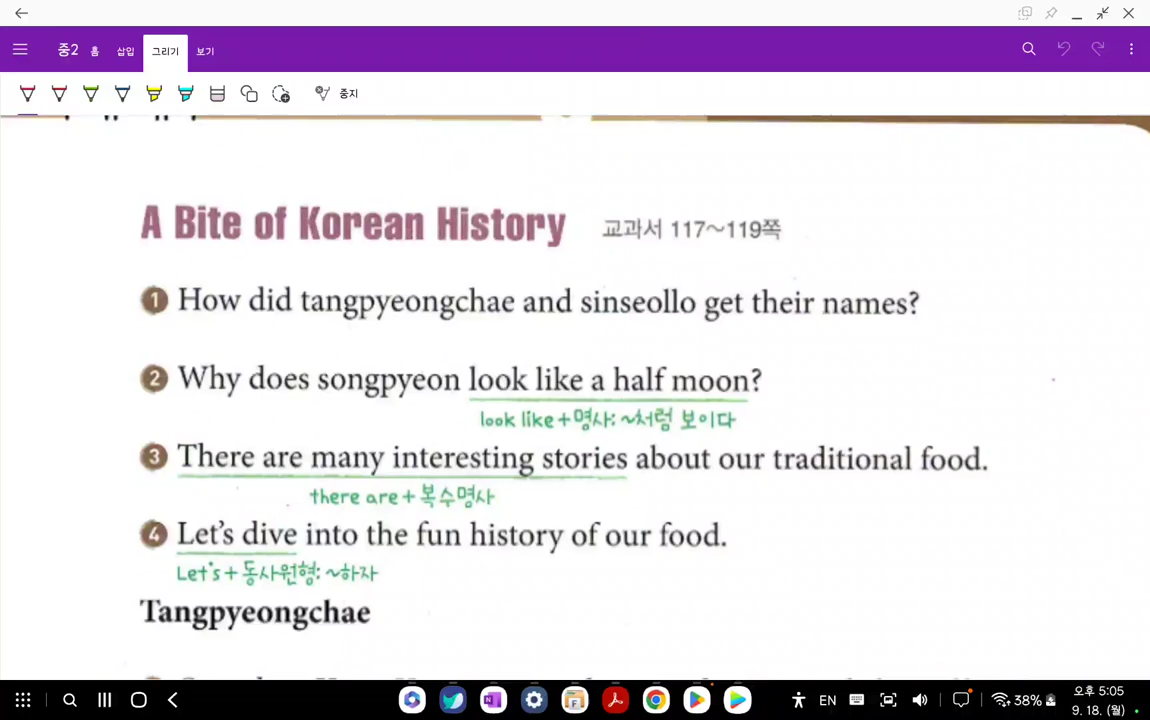 중2 홈 삽입 그리기 보기
중지
A Bite of Korean History 교과서 117~119쪽
1 How did tangpyeongchae and sinseollo get their names?
2 Why does songpyeon look like a half moon?
look like+명사: ~처럼 보이다
3 There are many interesting stories about our traditional food.
there are+복수명사
4 Let's dive into the fun history of our food.
Let's+동사원형: ~하자
Tangpyeongchae
EN 38% 오후 5:05
9. 18. (월)